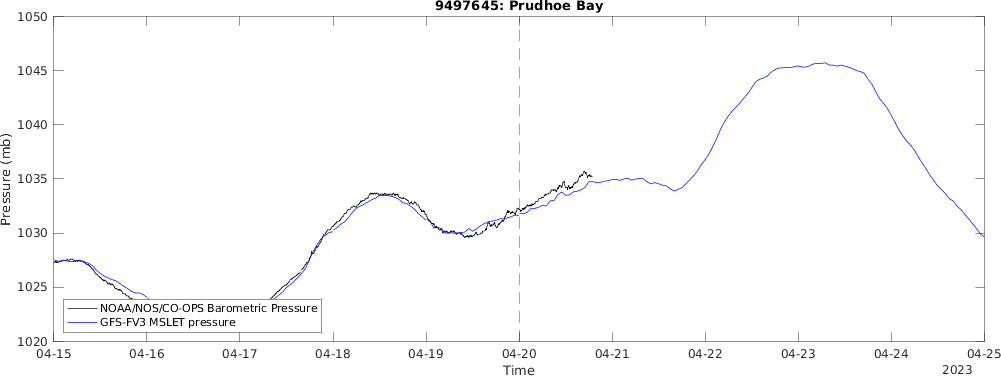 9497645: Prudhoe Bay
1050
1045
1040
1035
1030
1025
1020
Pressure (mb)
NOAA/NOS/CO-OPS Barometric Pressure
GFS-FV3 MSLET pressure
04-15 04-16 04-17 04-18 04-19 04-20 04-21 04-22 04-23 04-24 04-25
Time
2023